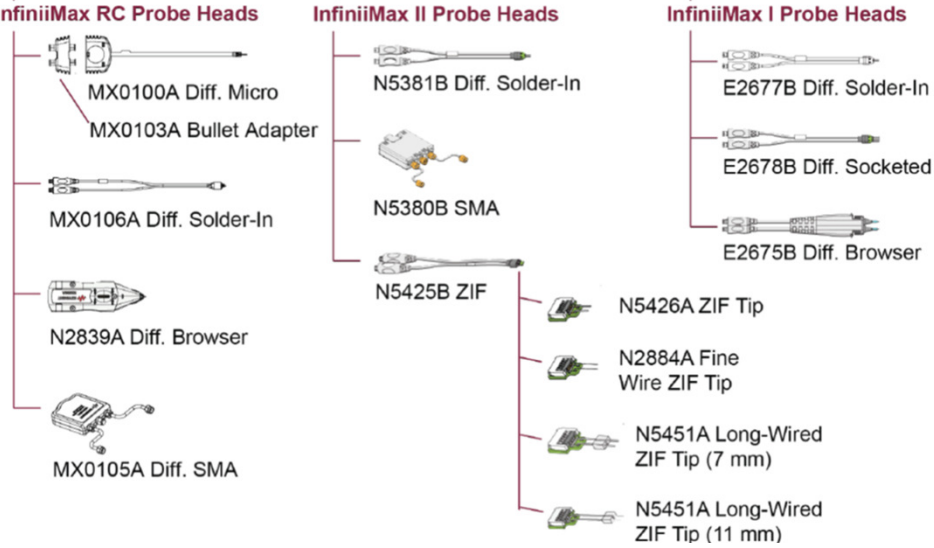 nfiniiMax RC Probe Heads
MX0100A Diff. Micro
MX0103A Bullet Adapter
MX0106A Diff. Solder-In
N2839A Diff. Browser
MX0105A Diff. SMA
InfiniiMax II Probe Heads
N5381B Diff. Solder-In
N5380B SMA
N5425B ZIF
N5426A ZIF Tip
N2884A Fine
Wire ZIF Tip
N5451A Long-Wired
ZIF Tip (7 mm)
N5451A Long-Wired
ZIF Tip (11 mm)
InfiniiMax I Probe Heads
E2677B Diff. Solder-In
E2678B Diff. Socketed
E2675B Diff. Browser